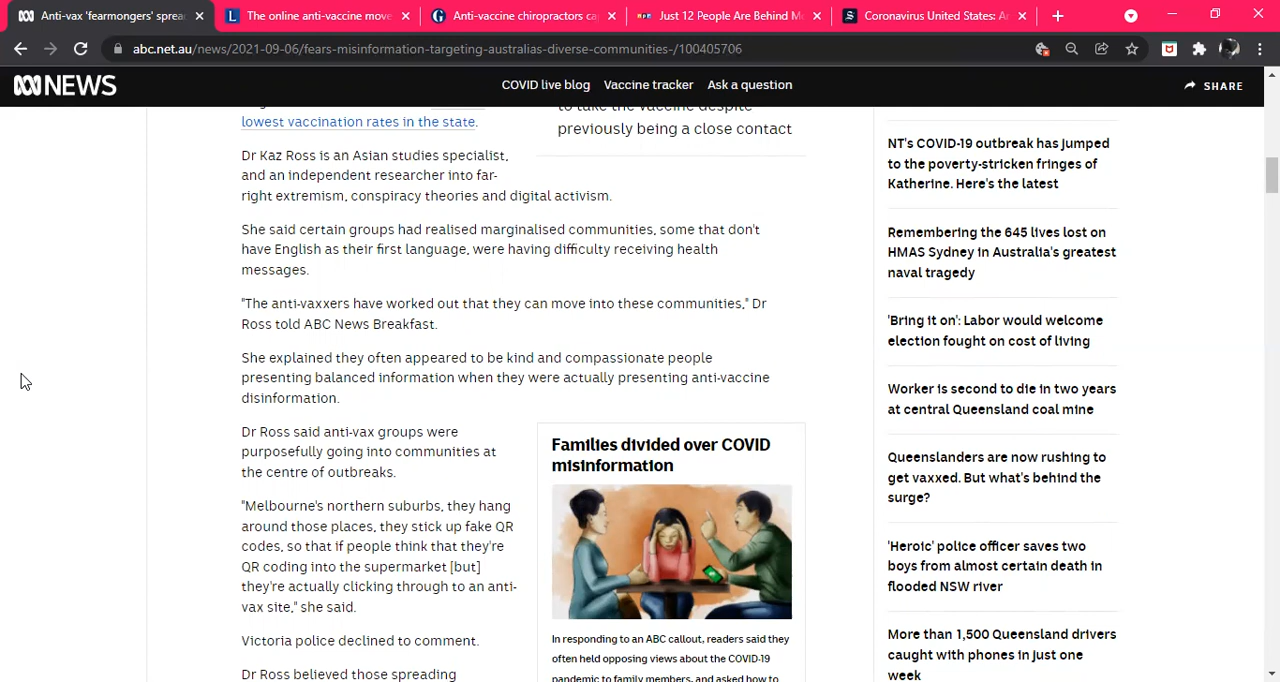 Anti-vax 'fearmongers' sprea
The online anti-vaccine move
Anti-vaccine chiropractors ca
Just 12 People Are Behind M
Coronavirus United States: A
abc.net.au/news/2021-09-06/fears-misinformation-targeting-australias-diverse-communities-/100405706
NEWS
COVID live blog
Vaccine tracker
Ask a question
SHARE
lowest vaccination rates in the state.
to take the vaccine despite
previously being a close contact
Dr Kaz Ross is an Asian studies specialist,
and an independent researcher into far-
right extremism, conspiracy theories and digital activism.
She said certain groups had realised marginalised communities, some that don't
have English as their first language, were having difficulty receiving health
messages.
"The anti-vaxxers have worked out that they can move into these communities," Dr
Ross told ABC News Breakfast.
She explained they often appeared to be kind and compassionate people
presenting balanced information when they were actually presenting anti-vaccine
disinformation.
Dr Ross said anti-vax groups were
purposefully going into communities at
the centre of outbreaks.
"Melbourne's northern suburbs, they hang
around those places, they stick up fake QR
codes, so that if people think that they're
QR coding into the supermarket [but]
they're actually clicking through to an anti-
vax site," she said.
Victoria police declined to comment.
Dr Ross believed those spreading
Families divided over COVID
misinformation
In responding to an ABC callout, readers said they
often held opposing views about the COVID-19
pandemic to family members, and asked how to
NT's COVID-19 outbreak has jumped
to the poverty-stricken fringes of
Katherine. Here's the latest
Remembering the 645 lives lost on
HMAS Sydney in Australia's greatest
naval tragedy
'Bring it on': Labor would welcome
election fought on cost of living
Worker is second to die in two years
at central Queensland coal mine
Queenslanders are now rushing to
get vaxxed. But what's behind the
surge?
'Heroic' police officer saves two
boys from almost certain death in
flooded NSW river
More than 1,500 Queensland drivers
caught with phones in just one
week